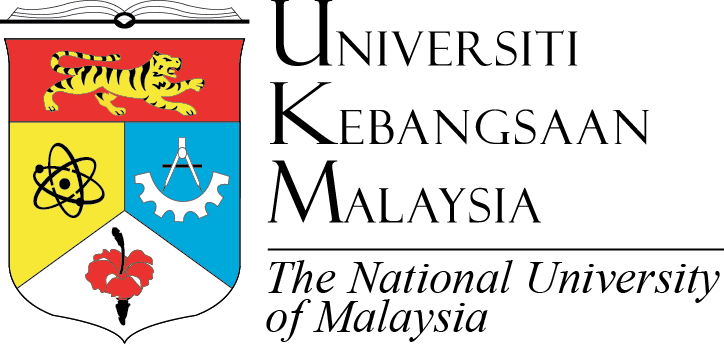 Universiti
Kebangsaan
Malaysia
The National University
of Malaysia